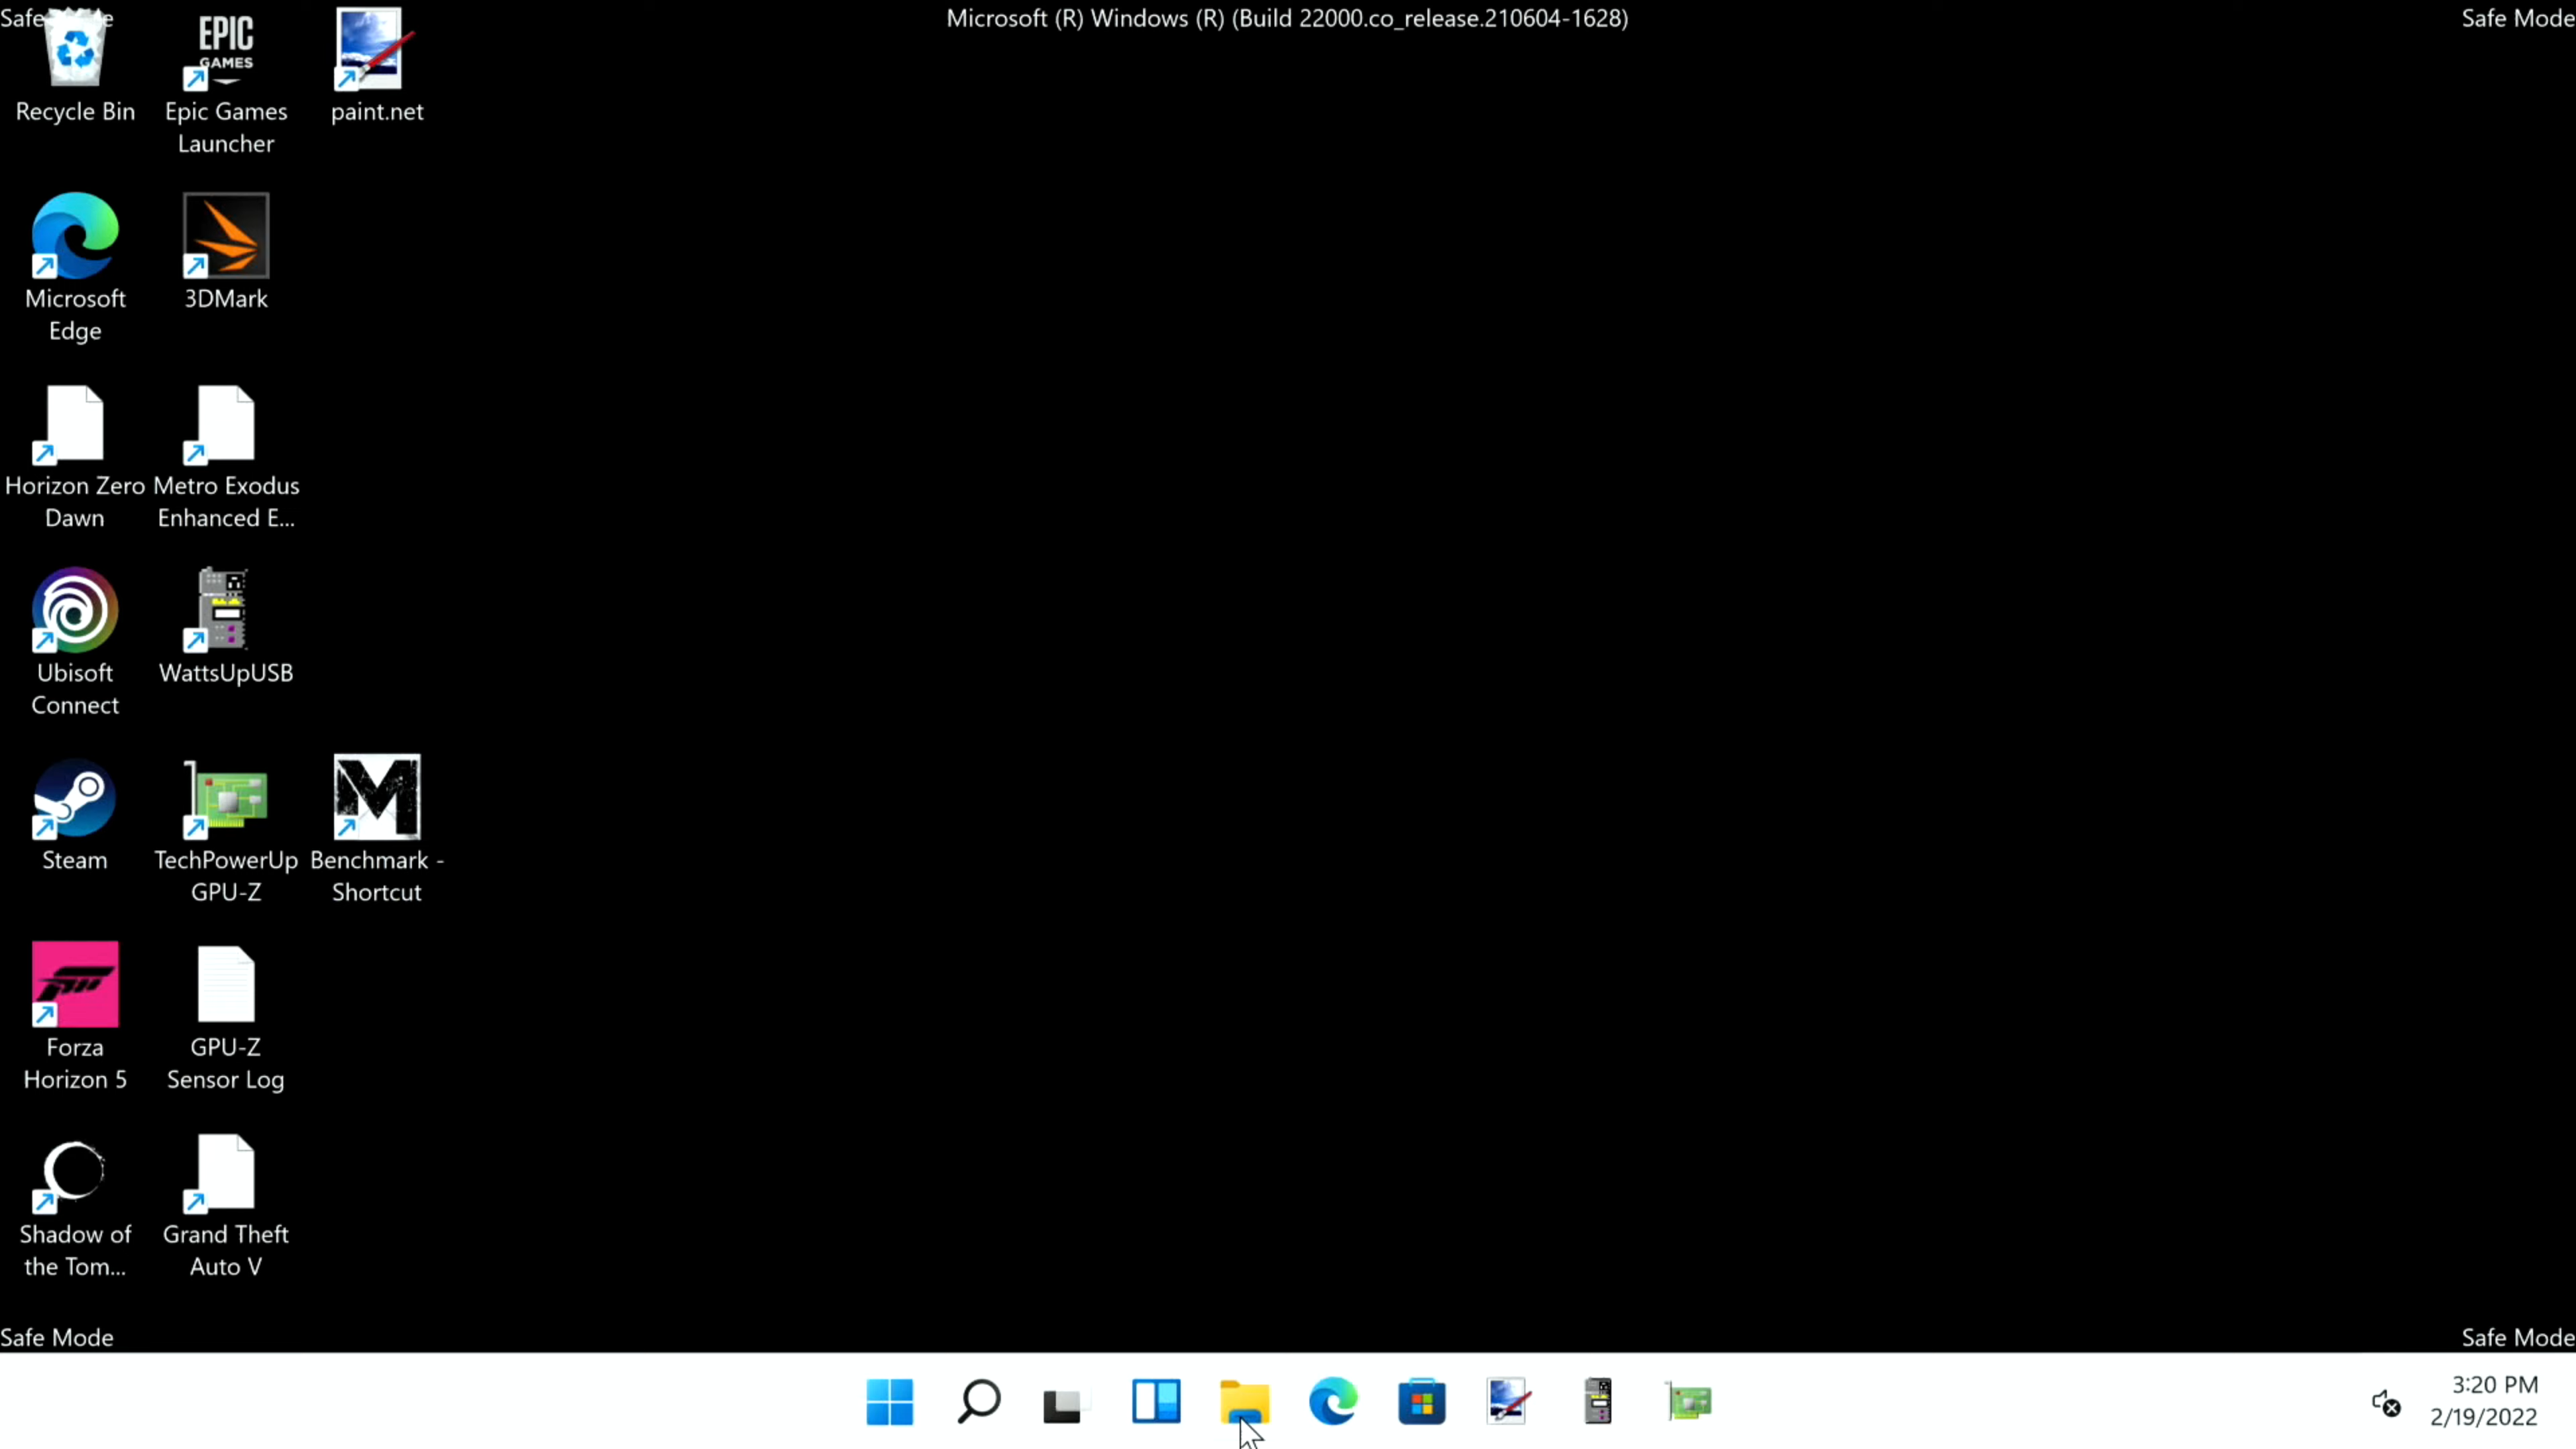 Safe Mode
Microsoft (R) Windows (R) (Build 22000.co_release.210604-1628)
Safe Mode
Recycle Bin
EPIC
GAMES
Epic Games
Launcher
paint.net
Microsoft
Edge
3DMark
Horizon Zero
Dawn
Metro Exodus
Enhanced E...
Ubisoft
Connect
WattsUpUSB
Steam
TechPowerUp
GPU-Z
M
Benchmark -
Shortcut
Forza
Horizon 5
GPU-Z
Sensor Log
Shadow of
the Tom...
Grand Theft
Auto V
Safe Mode
Safe Mode
3:20 PM
2/19/2022